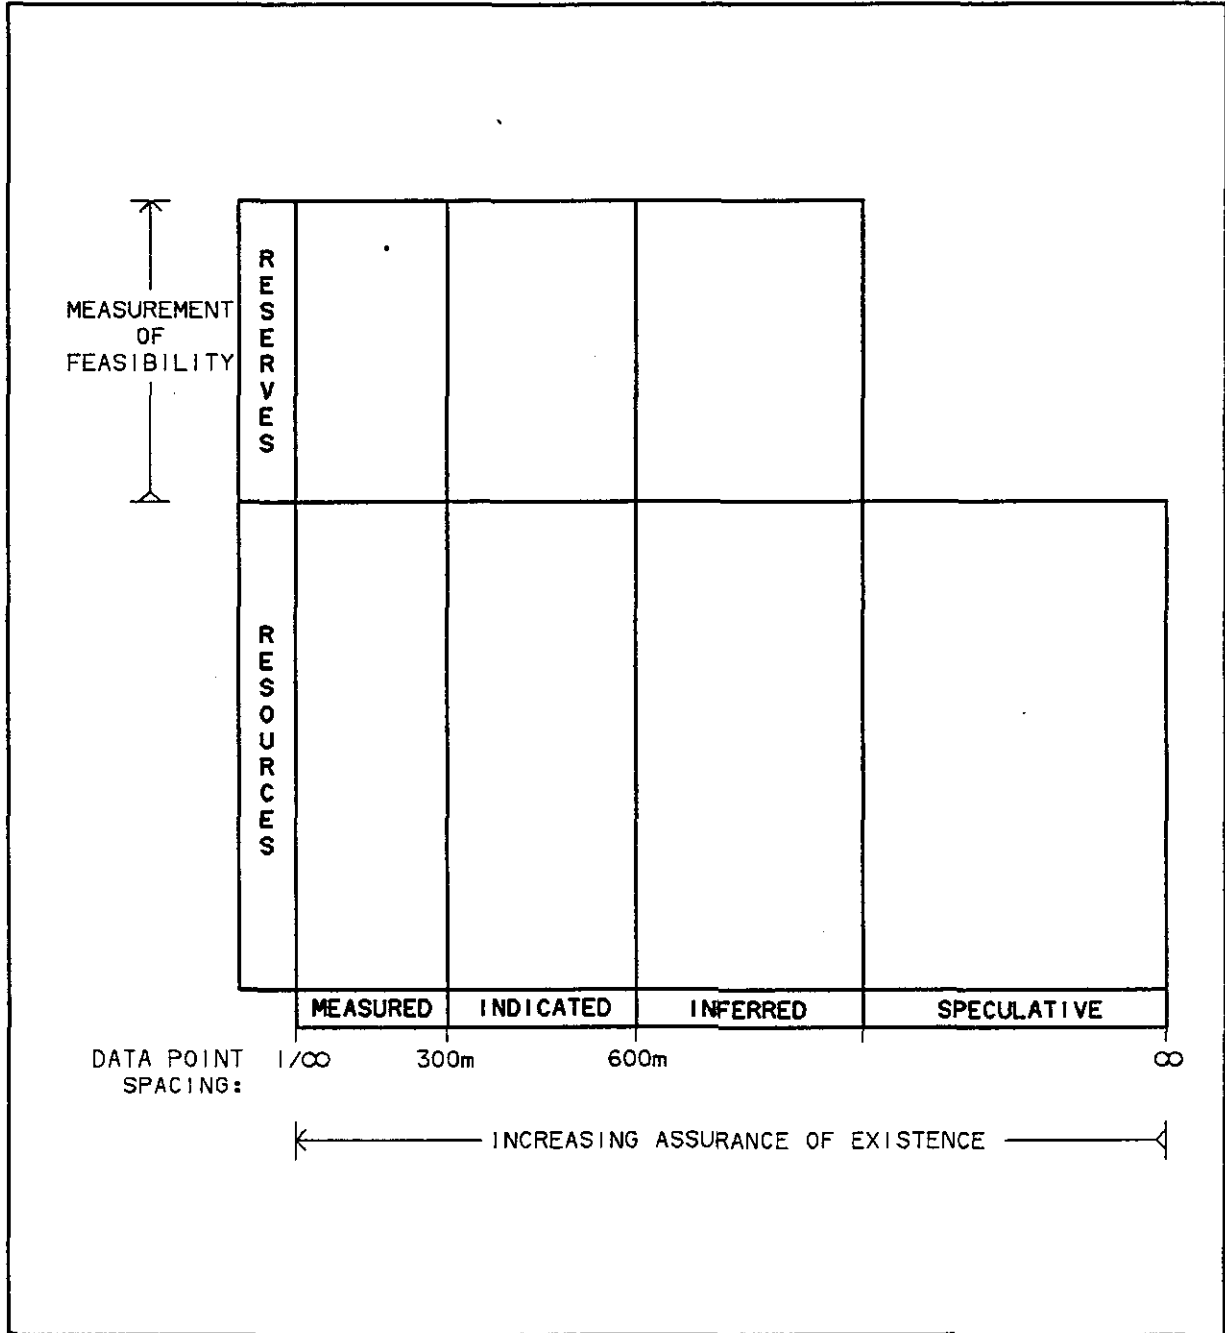 MEASUREMENT
OF
FEASIBILITY
RESERVES
RESOURCES
MEASURED INDICATED INFERRED SPECULATIVE
DATA POINT 1/∞ 300m 600m ∞
SPACING:
INCREASING ASSURANCE OF EXISTENCE